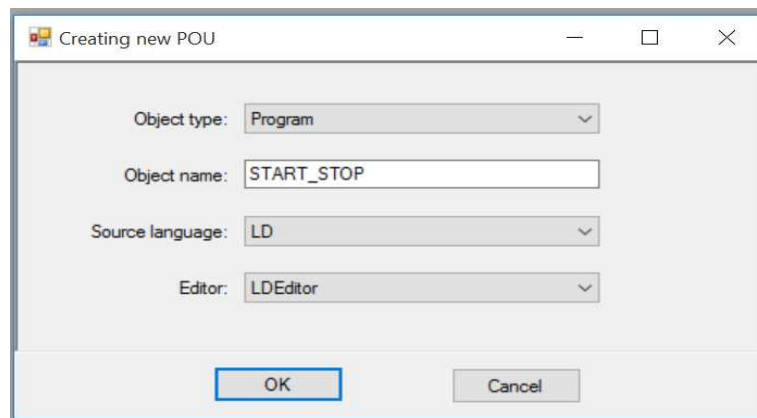 Creating new POU
Object type: Program
Object name: START_STOP
Source language: LD
Editor: LDEditor
OK Cancel